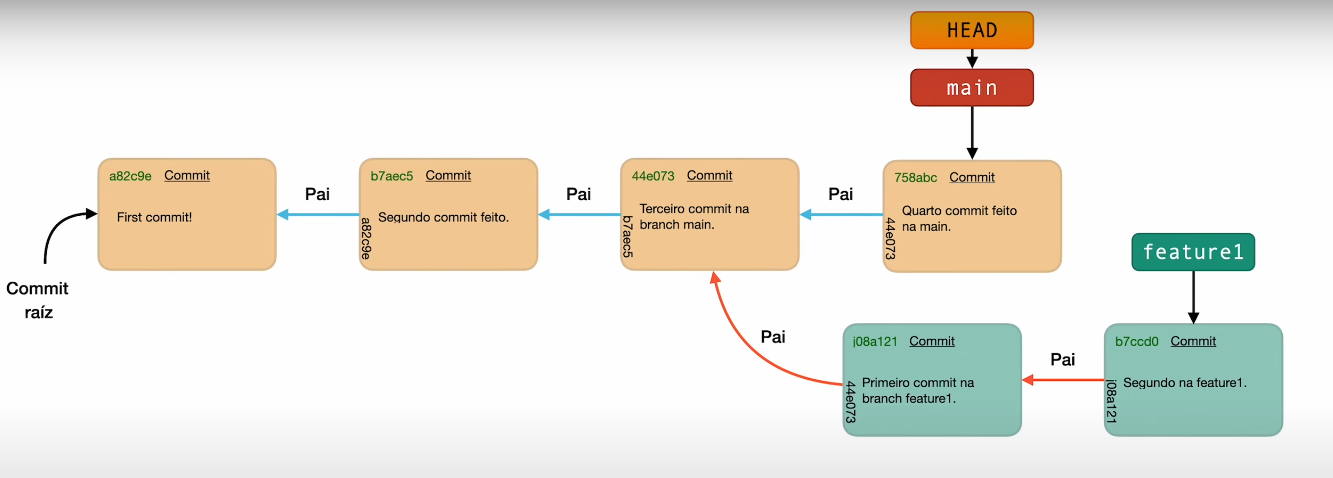 HEAD
main
a82c9e Commit
First commit!
Pai
b7aec5 Commit
Segundo commit feito.
a82c9e
Pai
44e073 Commit
Terceiro commit na
branch main.
b7aec5
Pai
758abc Commit
Quarto commit feito
na main.
44e073
feature1
Commit
raíz
Pai
j08a121 Commit
Primeiro commit na
branch feature1.
44e073
Pai
b7ccd0 Commit
Segundo na feature1.
j08a121